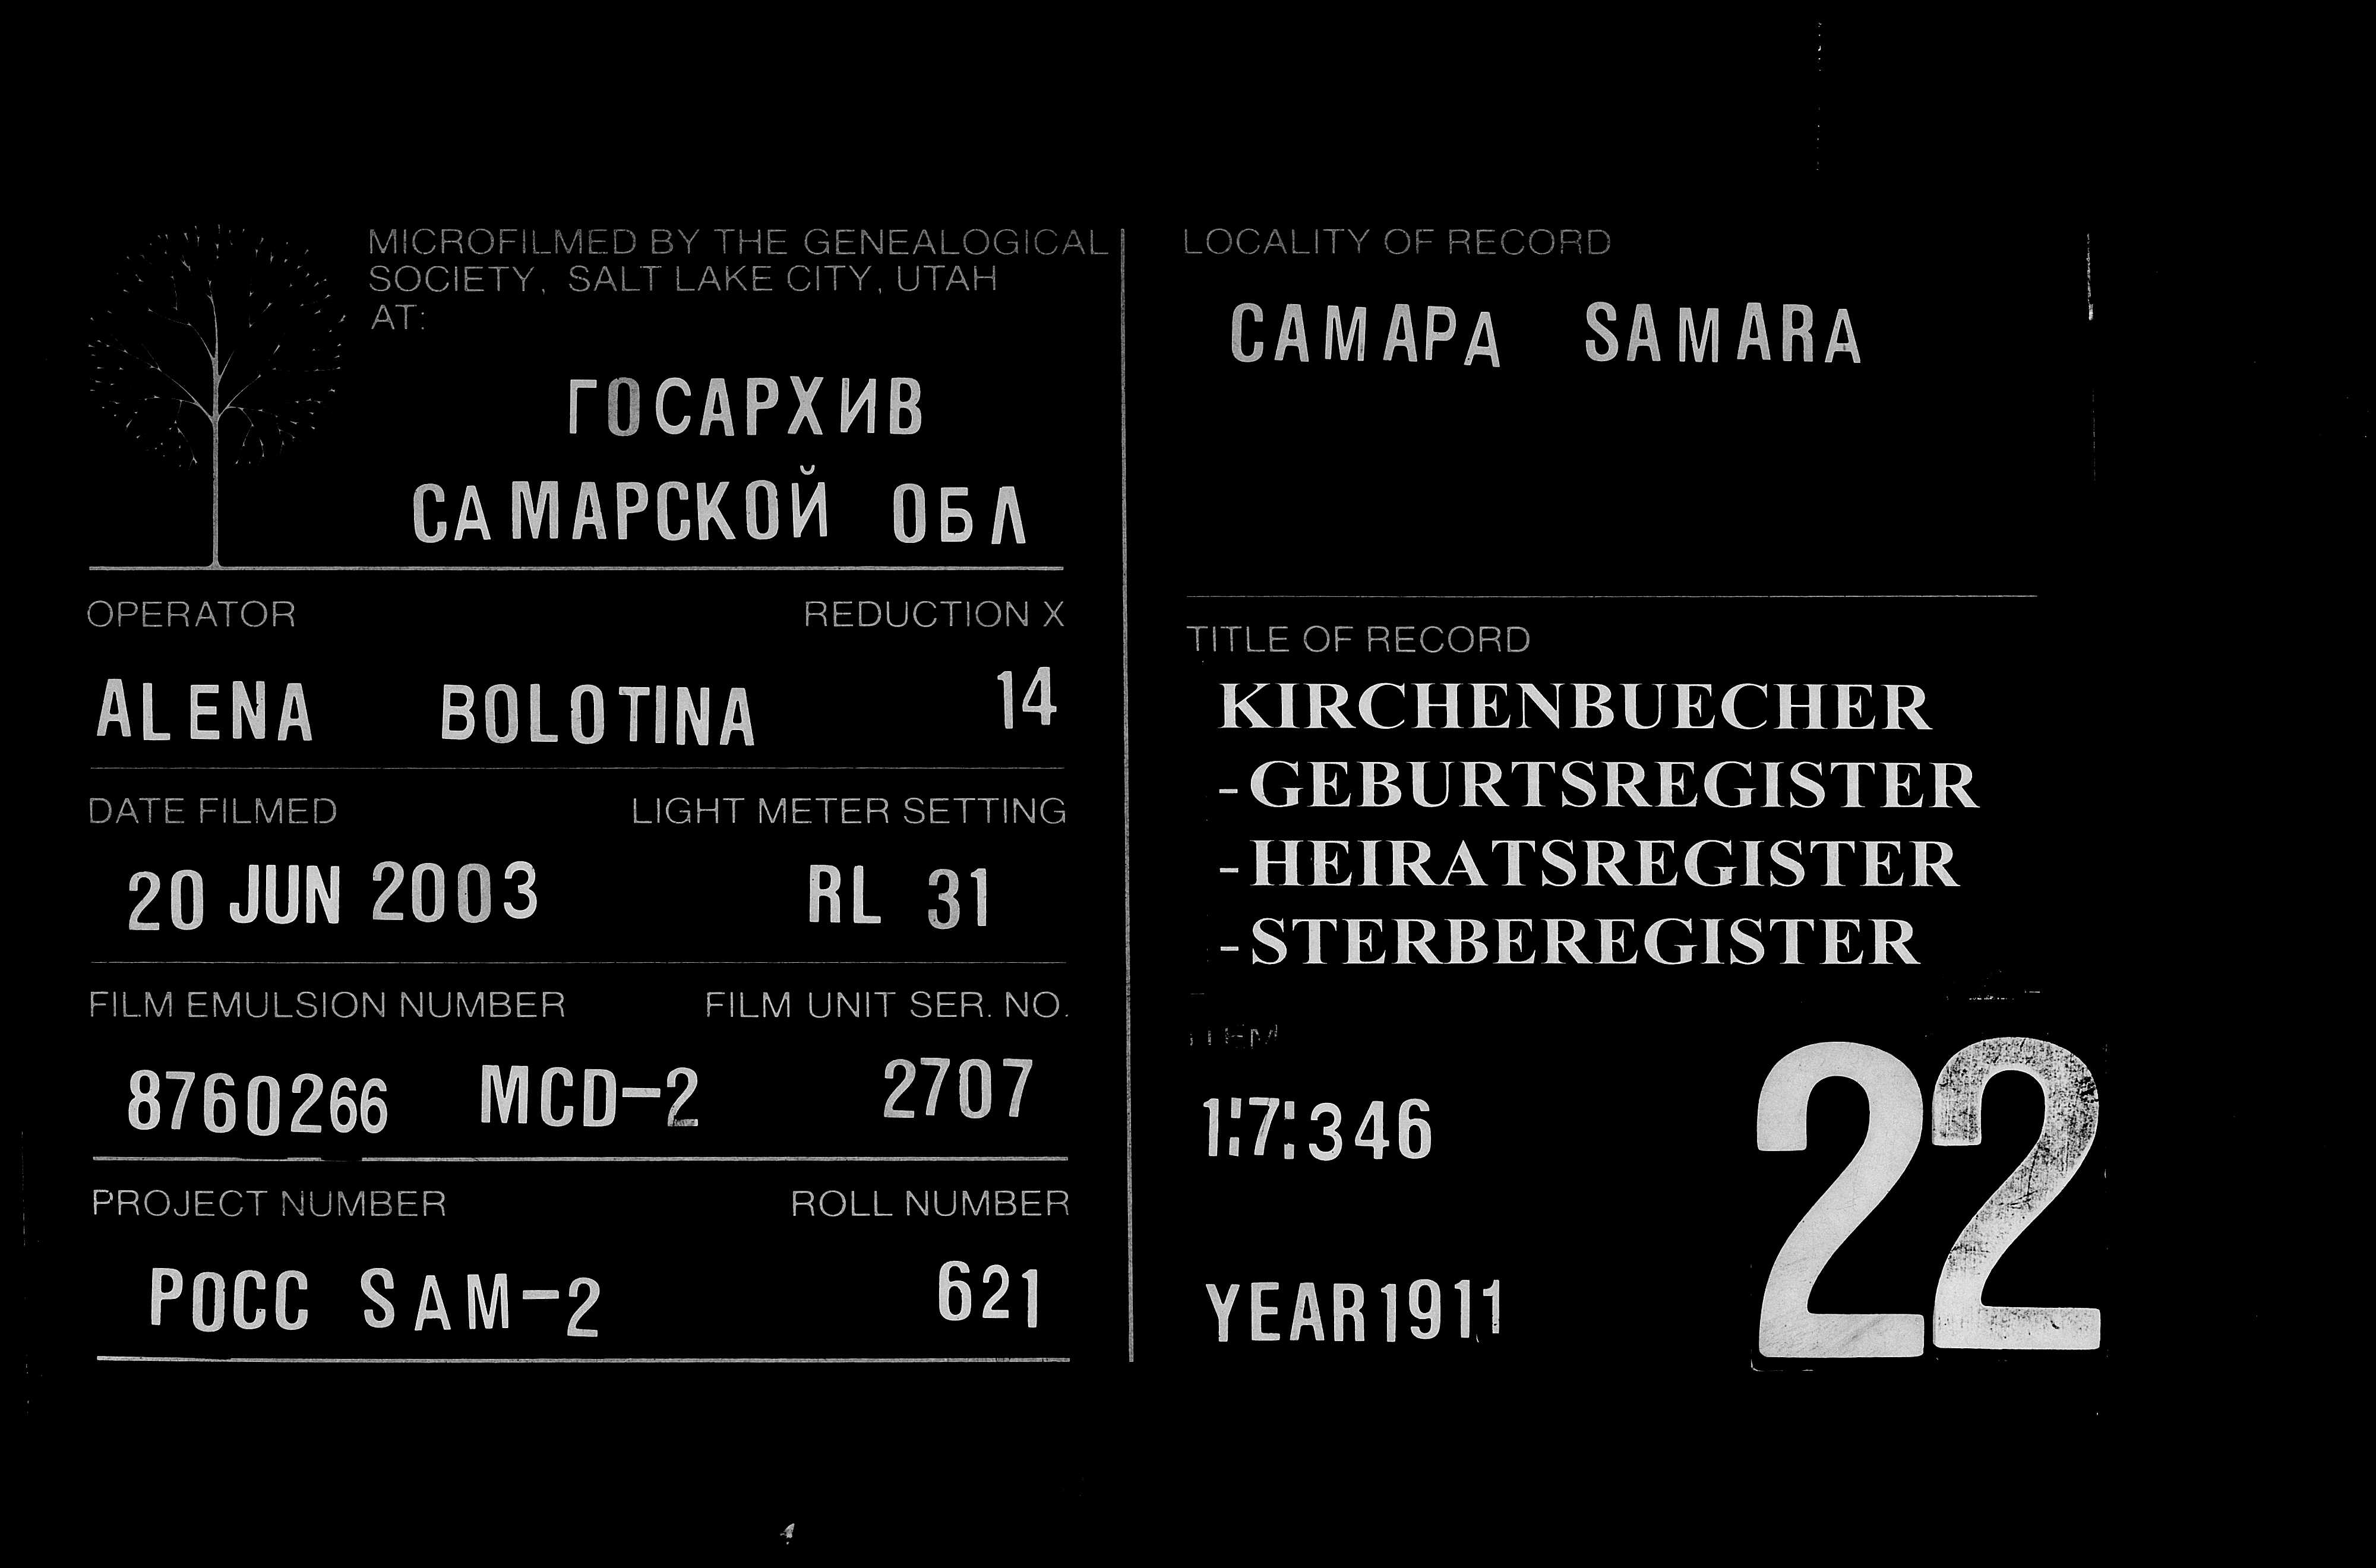 MICROFILMED BY THE GENEALOGICAL
SOCIETY, SALT LAKE CITY, UTAH
AT:
ГОСАРХИВ
САМАРСКОЙ ОБЛ
OPERATOR REDUCTION X
ALENA BOLOTINA 14
DATE FILMED LIGHT METER SETTING
20 JUN 2003 RL 31
FILM EMULSION NUMBER FILM UNIT SER. NO.
8760266 MCD-2 2707
PROJECT NUMBER ROLL NUMBER
РОСС SAM-2 621
LOCALITY OF RECORD
САМАРА SAMARA
TITLE OF RECORD
KIRCHENBUECHER
-GEBURTSREGISTER
-HEIRATSREGISTER
-STERBEREGISTER
ITEM
1:7:346
22
YEAR 1911